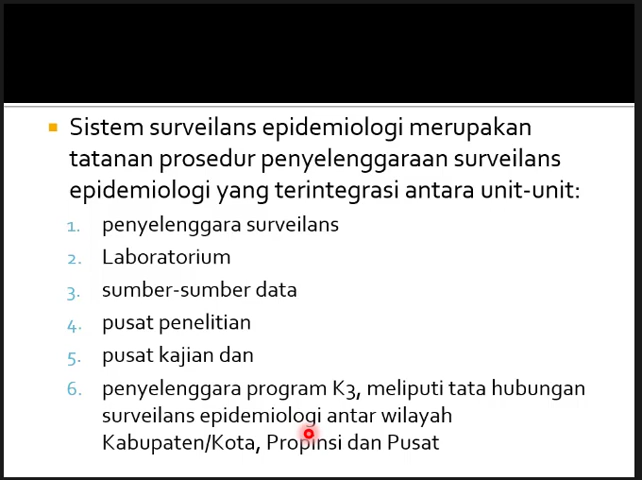 Sistem surveilans epidemiologi merupakan
tatanan prosedur penyelenggaraan surveilans
epidemiologi yang terintegrasi antara unit-unit:
1. penyelenggara surveilans
2. Laboratorium
3. sumber-sumber data
4. pusat penelitian
5. pusat kajian dan
6. penyelenggara program K3, meliputi tata hubungan
surveilans epidemiologi antar wilayah
Kabupaten/Kota, Propinsi dan Pusat